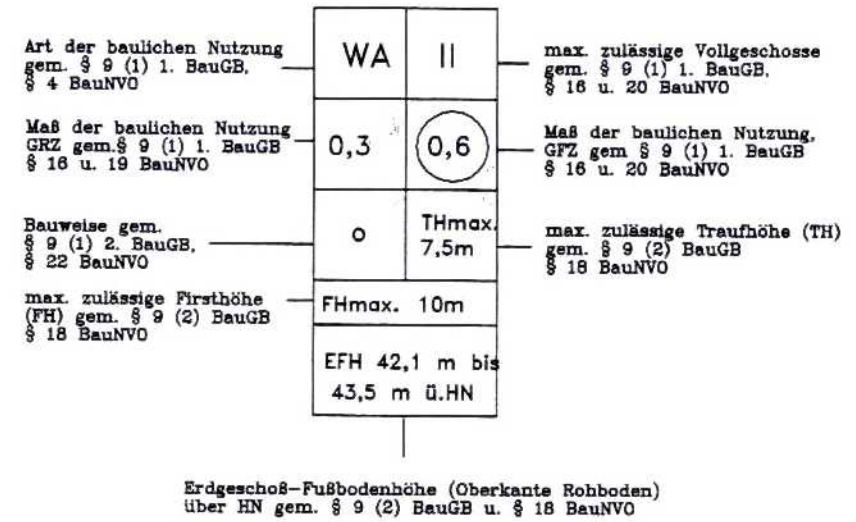 Art der baulichen Nutzung
gem. § 9 (1) 1. BauGB,
§ 4 BauNVO
WA
II
max. zulässige Vollgeschosse
gem. § 9 (1) 1. BauGB,
§ 16 u. 20 BauNVO
Maß der baulichen Nutzung
GRZ gem.§ 9 (1) 1. BauGB
§ 16 u. 19 BauNVO
0,3
0,6
Maß der baulichen Nutzung,
GFZ gem § 9 (1) 1. BauGB
§ 16 u. 20 BauNVO
Bauweise gem.
§ 9 (1) 2. BauGB,
§ 22 BauNVO
o
THmax.
7,5m
max. zulässige Traufhöhe (TH)
gem. § 9 (2) BauGB
§ 18 BauNVO
max. zulässige Firsthöhe
(FH) gem. § 9 (2) BauGB
§ 18 BauNVO
FHmax. 10m
EFH 42,1 m bis
43,5 m ü.HN
Erdgeschoß-Fußbodenhöhe (Oberkante Rohboden)
über HN gem. § 9 (2) BauGB u. § 18 BauNVO